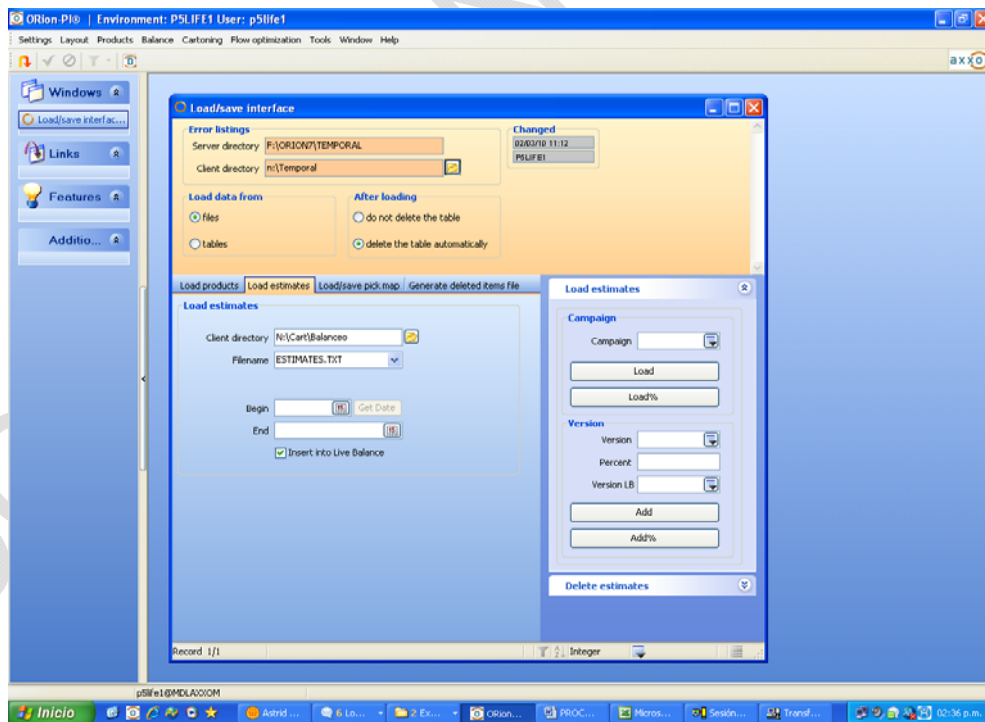 ORion-PI® | Environment: P5LIFE1 User: p5life1
Settings Layout Products Balance Cartoning Flow optimization Tools Window Help
axxo
Windows
Load/save interfac...
Links
Features
Additio...
Load/save interface
Error listings
Server directory F:\ORION7\TEMPORAL
Client directory n:\Temporal
Changed
02/03/10 11:12
P5LIFE1
Load data from
files
tables
After loading
do not delete the table
delete the table automatically
Load products Load estimates Load/save pick map Generate deleted items file
Load estimates
Client directory N:\Cart\Balanceo
Filename ESTIMATES.TXT
Begin Get Date
End
Insert into Live Balance
Load estimates
Campaign
Campaign
Load
Load%
Version
Version
Percent
Version LB
Add
Add%
Delete estimates
Record 1/1 Integer
p5life1@MDLAXXOM
Inicio Astrid ... 6 Lo... 2 Ex... ORion... PROC... Micros... Sesión... Transf... 02:36 p.m.